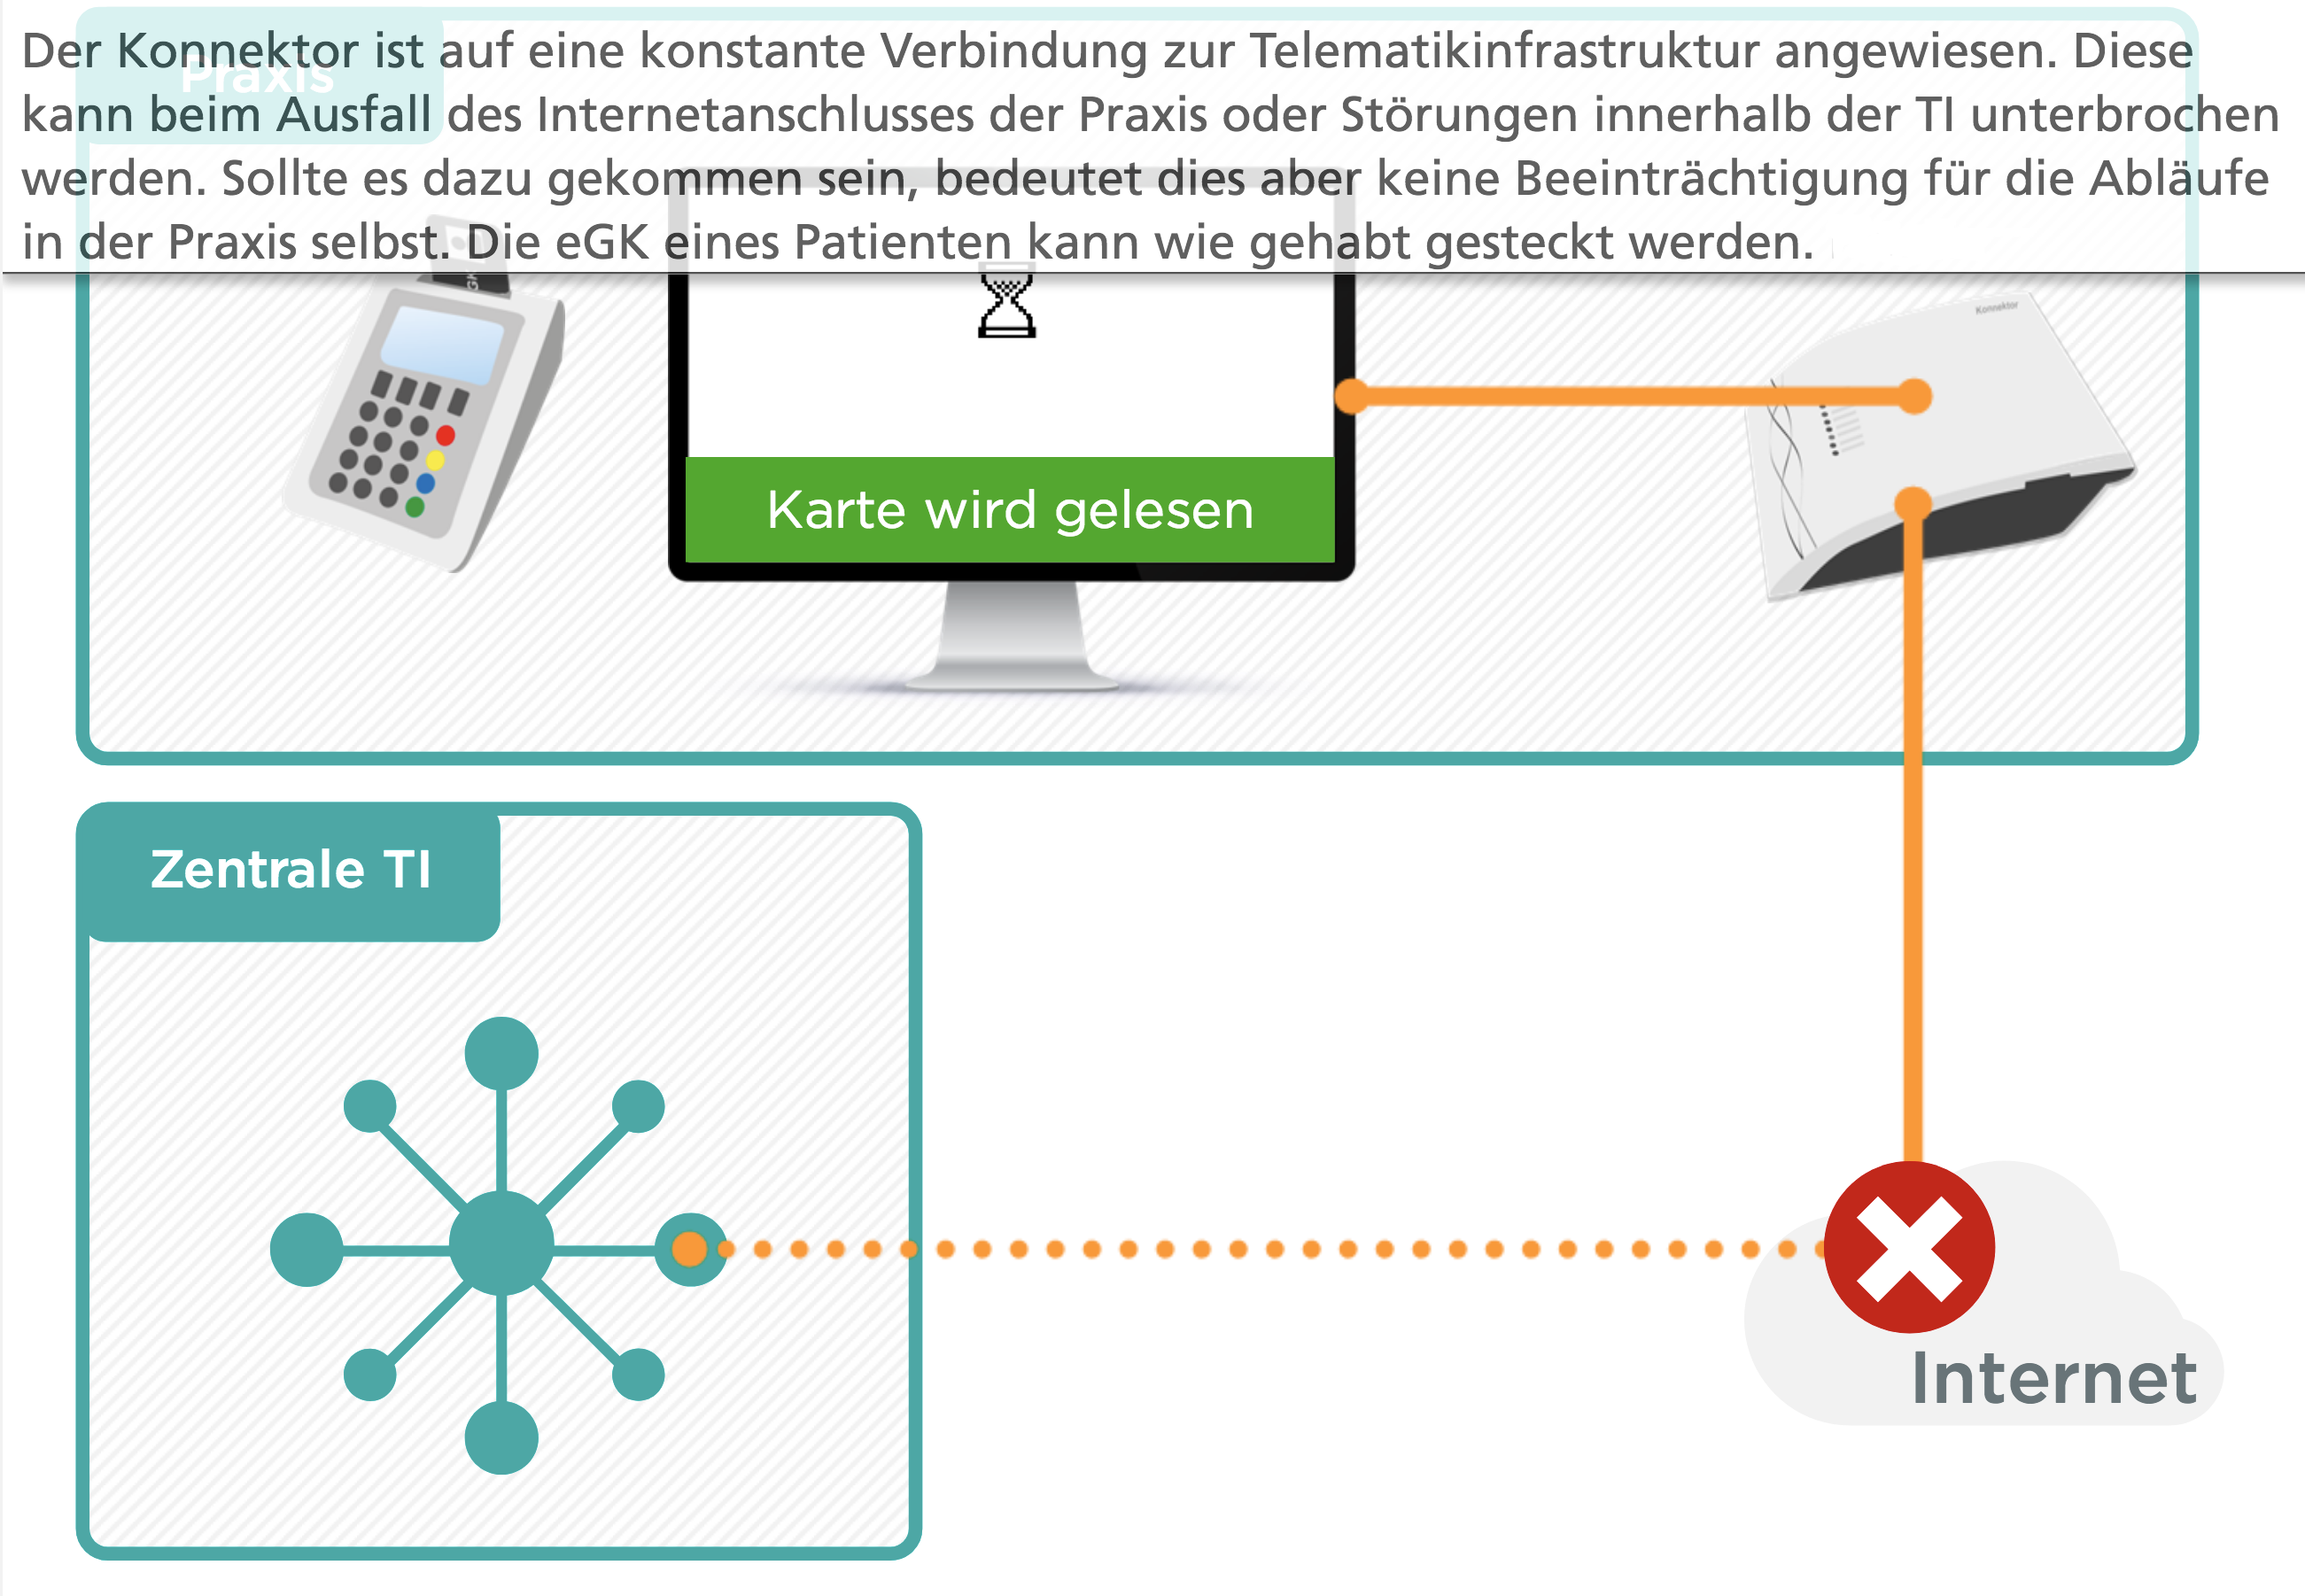 Der Konnektor ist auf eine konstante Verbindung zur Telematikinfrastruktur angewiesen. Diese
kann beim Ausfall des Internetanschlusses der Praxis oder Störungen innerhalb der TI unterbrochen
werden. Sollte es dazu gekommen sein, bedeutet dies aber keine Beeinträchtigung für die Abläufe
in der Praxis selbst. Die eGK eines Patienten kann wie gehabt gesteckt werden.
Praxis
GK
Konnektor
Karte wird gelesen
Zentrale TI
Internet